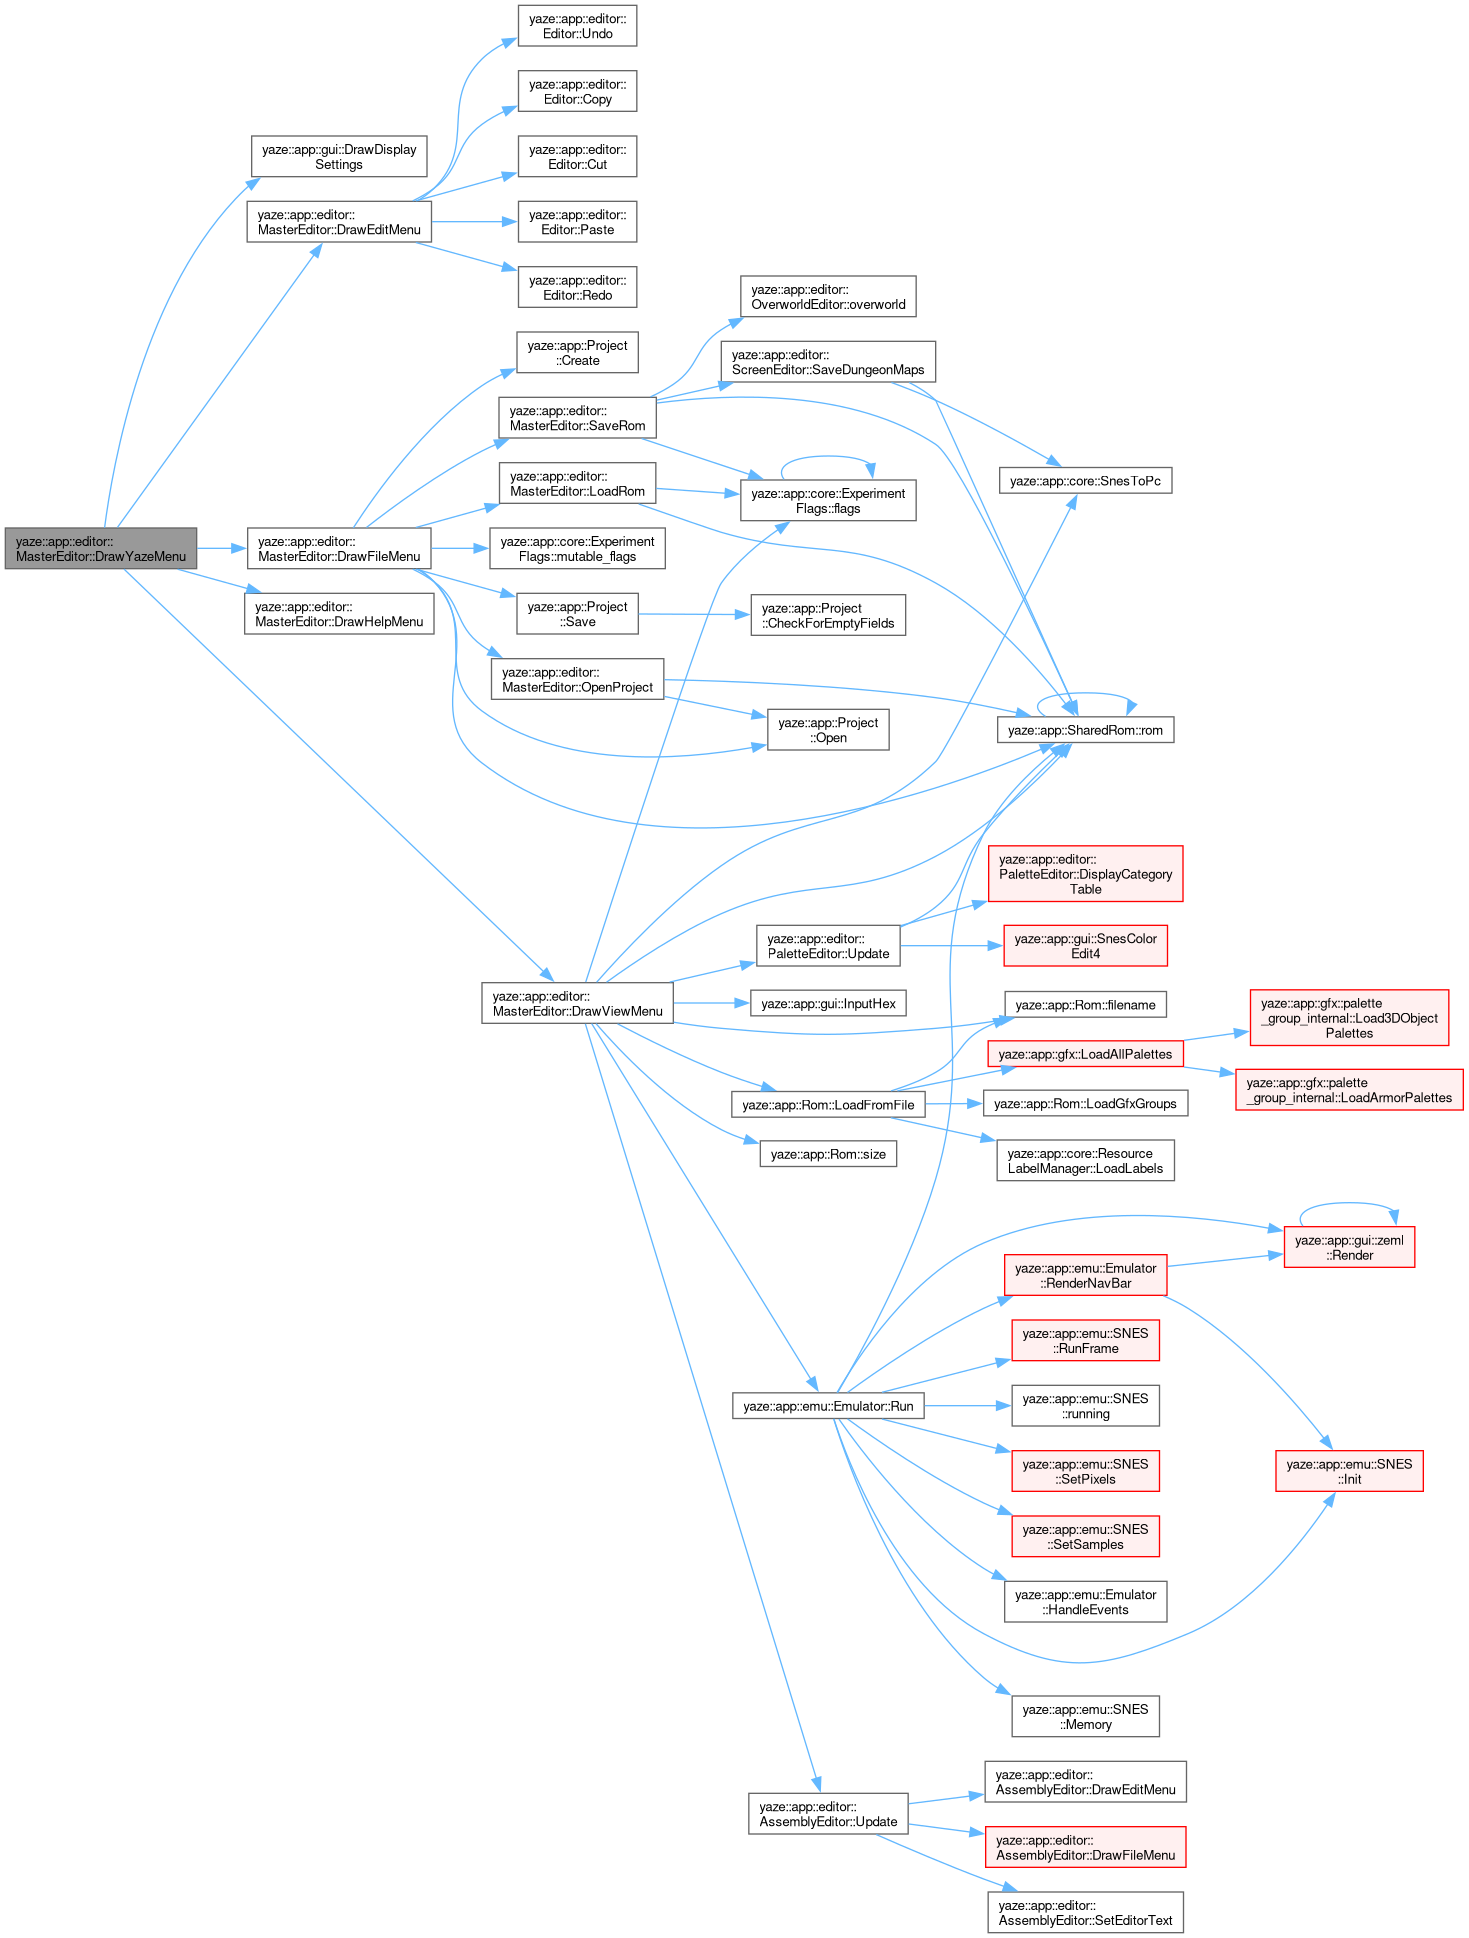 yaze::app::editor::
Editor::Undo
yaze::app::editor::
Editor::Copy
yaze::app::editor::
Editor::Cut
yaze::app::gui::DrawDisplay
Settings
yaze::app::editor::
MasterEditor::DrawEditMenu
yaze::app::editor::
Editor::Paste
yaze::app::editor::
Editor::Redo
yaze::app::editor::
OverworldEditor::overworld
yaze::app::Project
::Create
yaze::app::editor::
ScreenEditor::SaveDungeonMaps
yaze::app::editor::
MasterEditor::SaveRom
yaze::app::editor::
MasterEditor::LoadRom
yaze::app::core::Experiment
Flags::flags
yaze::app::core::SnesToPc
yaze::app::editor::
MasterEditor::DrawYazeMenu
yaze::app::editor::
MasterEditor::DrawFileMenu
yaze::app::core::Experiment
Flags::mutable_flags
yaze::app::editor::
MasterEditor::DrawHelpMenu
yaze::app::Project
::Save
yaze::app::Project
::CheckForEmptyFields
yaze::app::editor::
MasterEditor::OpenProject
yaze::app::Project
::Open
yaze::app::SharedRom::rom
yaze::app::editor::
PaletteEditor::DisplayCategory
Table
yaze::app::editor::
PaletteEditor::Update
yaze::app::gui::SnesColor
Edit4
yaze::app::editor::
MasterEditor::DrawViewMenu
yaze::app::gui::InputHex
yaze::app::Rom::filename
yaze::app::gfx::palette
_group_internal::Load3DObject
Palettes
yaze::app::gfx::LoadAllPalettes
yaze::app::gfx::palette
_group_internal::LoadArmorPalettes
yaze::app::Rom::LoadFromFile
yaze::app::Rom::LoadGfxGroups
yaze::app::Rom::size
yaze::app::core::Resource
LabelManager::LoadLabels
yaze::app::gui::zeml
::Render
yaze::app::emu::Emulator
::RenderNavBar
yaze::app::emu::SNES
::RunFrame
yaze::app::emu::Emulator::Run
yaze::app::emu::SNES
::running
yaze::app::emu::SNES
::SetPixels
yaze::app::emu::SNES
::Init
yaze::app::emu::SNES
::SetSamples
yaze::app::emu::Emulator
::HandleEvents
yaze::app::emu::SNES
::Memory
yaze::app::editor::
AssemblyEditor::DrawEditMenu
yaze::app::editor::
AssemblyEditor::Update
yaze::app::editor::
AssemblyEditor::DrawFileMenu
yaze::app::editor::
AssemblyEditor::SetEditorText